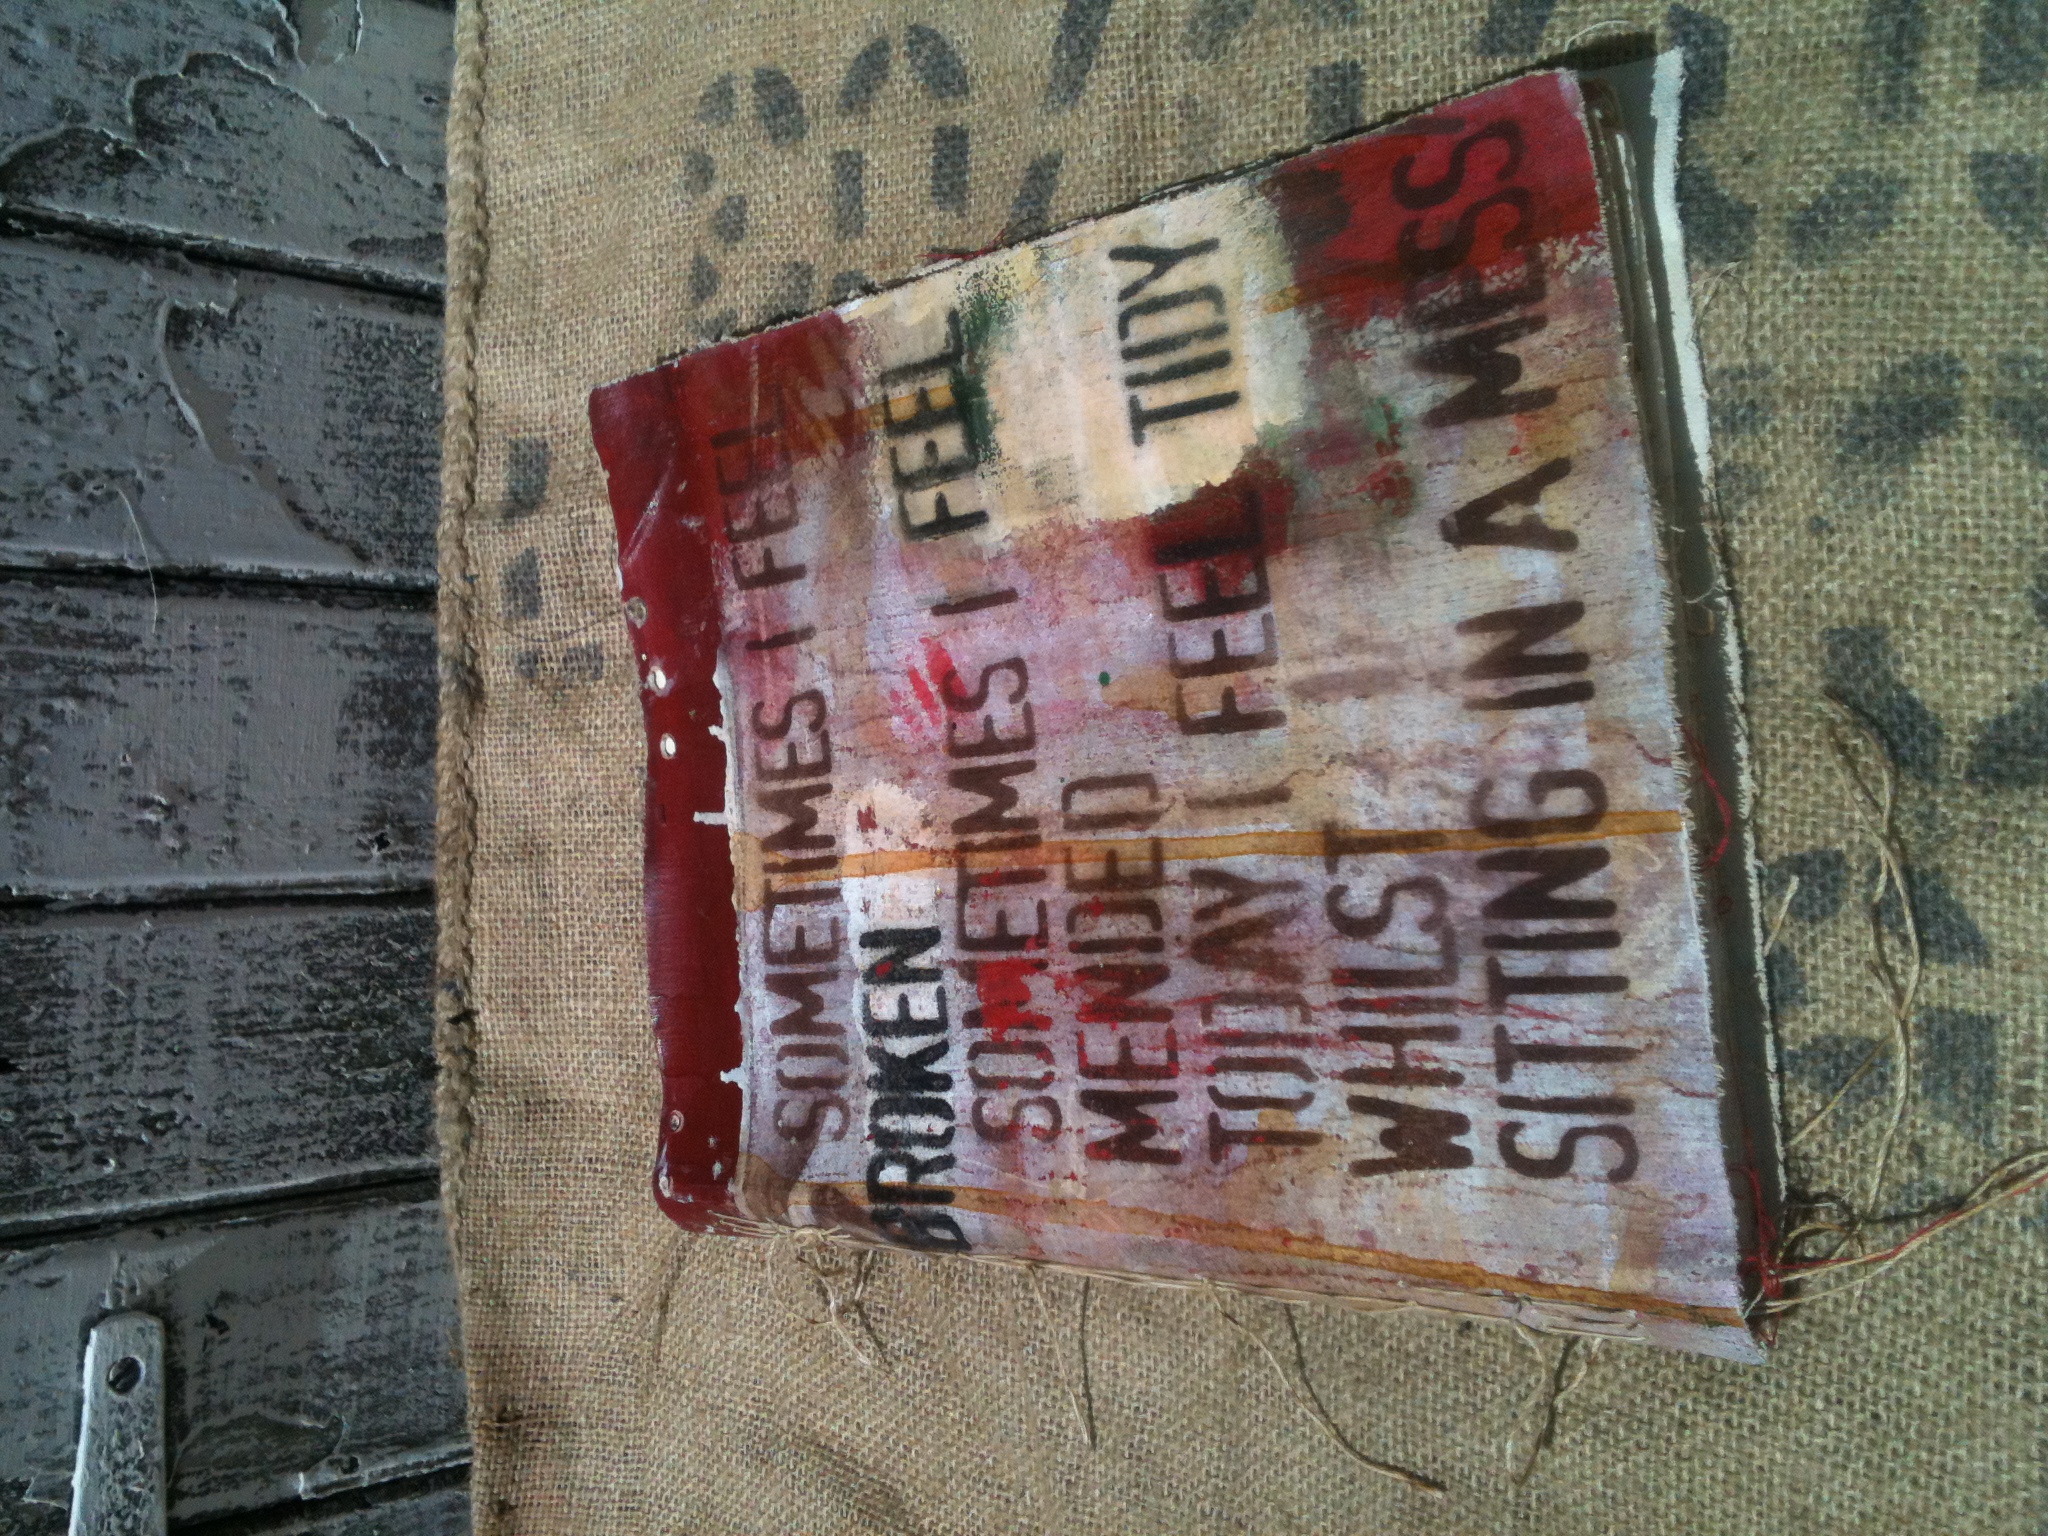 SOMETIMES I FEEL
BROKEN FEEL
SOMETIMES I
MENDED TIDY
TODAY I FEEL
WHILST
SITTING IN A MESS